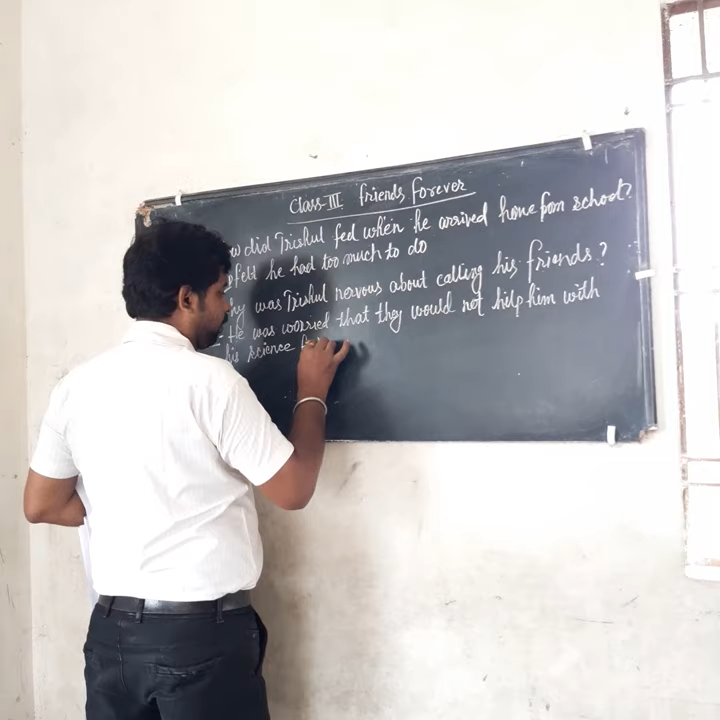 Class-III friends forever
w did Trishul feel when he arrived home from school?
felt he had too much to do
hy was Trishul nervous about calling his friends?
- He was worried that they would not help him with
his science